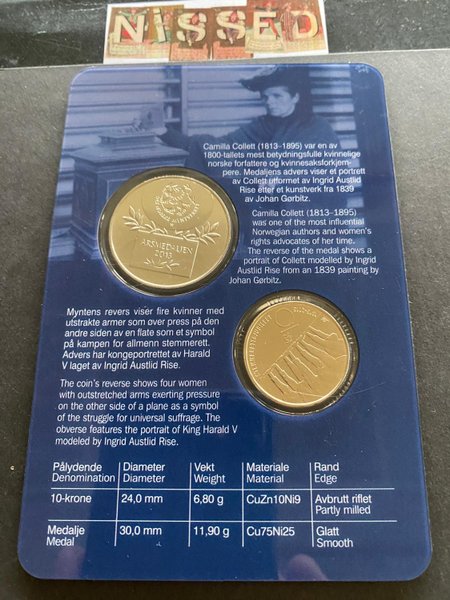 NiSSED
Camilla Collett (1813–1895) var en av
1800-tallets mest betydningsfulle kvinnelige
norske forfattere og kvinnesaksforkjem-
pere. Medaljens advers viser et portrett
av Collett utformet av Ingrid Austlid
Rise etter et kunstverk fra 1839
av Johan Gørbitz.
Camilla Collett (1813–1895)
was one of the most influential
Norwegian authors and women's
rights advocates of her time.
The reverse of the medal shows a
portrait of Collett modelled by Ingrid
Austlid Rise from an 1839 painting by
Johan Gørbitz.
ÅRSMEDALJEN
2013
Myntens revers viser fire kvinner med
utstrakte armer som øver press på den
andre siden av en flate som et symbol
på kampen for allmenn stemmerett.
Advers har kongeportrettet av Harald
V laget av Ingrid Austlid Rise.
The coin's reverse shows four women
with outstretched arms exerting pressure
on the other side of a plane as a symbol
of the struggle for universal suffrage. The
obverse features the portrait of King Harald V
modeled by Ingrid Austlid Rise.
Pålydende Diameter Vekt Materiale Rand
Denomination Diameter Weight Material Edge
10-krone 24,0 mm 6,80 g CuZn10Ni9 Avbrutt riflet
Partly milled
Medalje 30,0 mm 11,90 g Cu75Ni25 Glatt
Medal Smooth